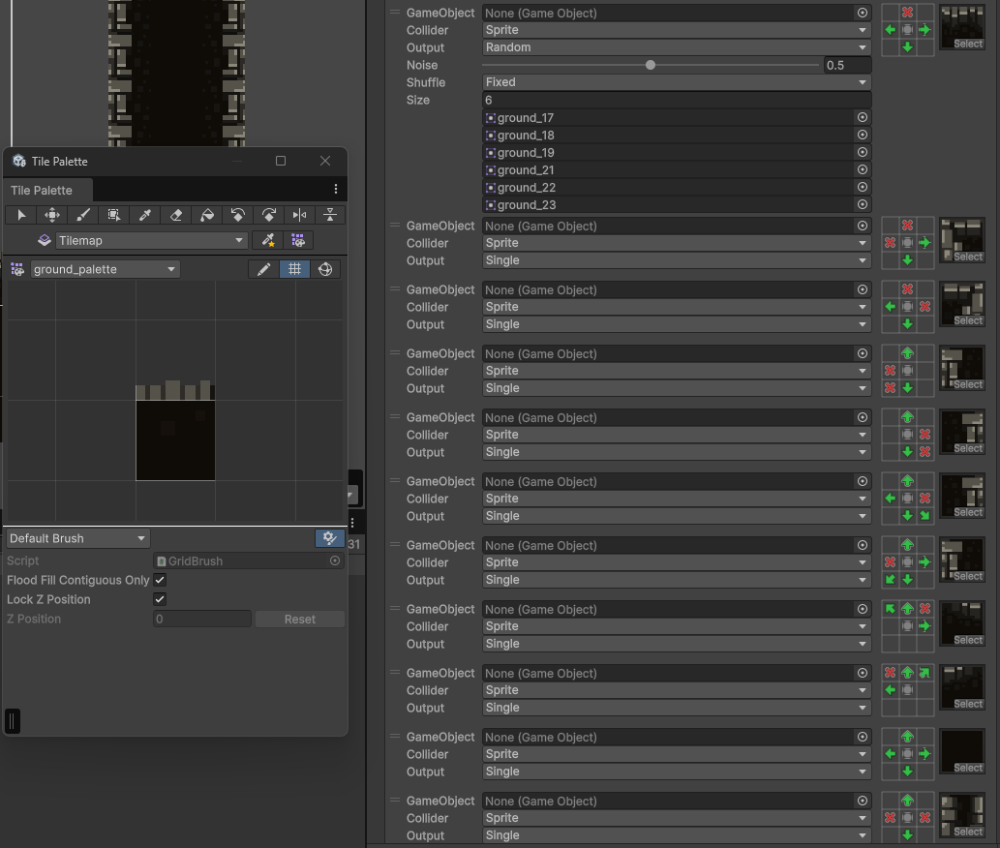 Tile Palette
Tile Palette
Tilemap
ground_palette
Default Brush
Script GridBrush
Flood Fill Contiguous Only
Lock Z Position
Z Position 0 Reset
31
GameObject None (Game Object)
Collider Sprite
Output Random
Noise 0.5
Shuffle Fixed
Size 6
ground_17
ground_18
ground_19
ground_21
ground_22
ground_23
Select
GameObject None (Game Object)
Collider Sprite
Output Single
Select
GameObject None (Game Object)
Collider Sprite
Output Single
Select
GameObject None (Game Object)
Collider Sprite
Output Single
Select
GameObject None (Game Object)
Collider Sprite
Output Single
Select
GameObject None (Game Object)
Collider Sprite
Output Single
Select
GameObject None (Game Object)
Collider Sprite
Output Single
Select
GameObject None (Game Object)
Collider Sprite
Output Single
Select
GameObject None (Game Object)
Collider Sprite
Output Single
Select
GameObject None (Game Object)
Collider Sprite
Output Single
Select
GameObject None (Game Object)
Collider Sprite
Output Single
Select